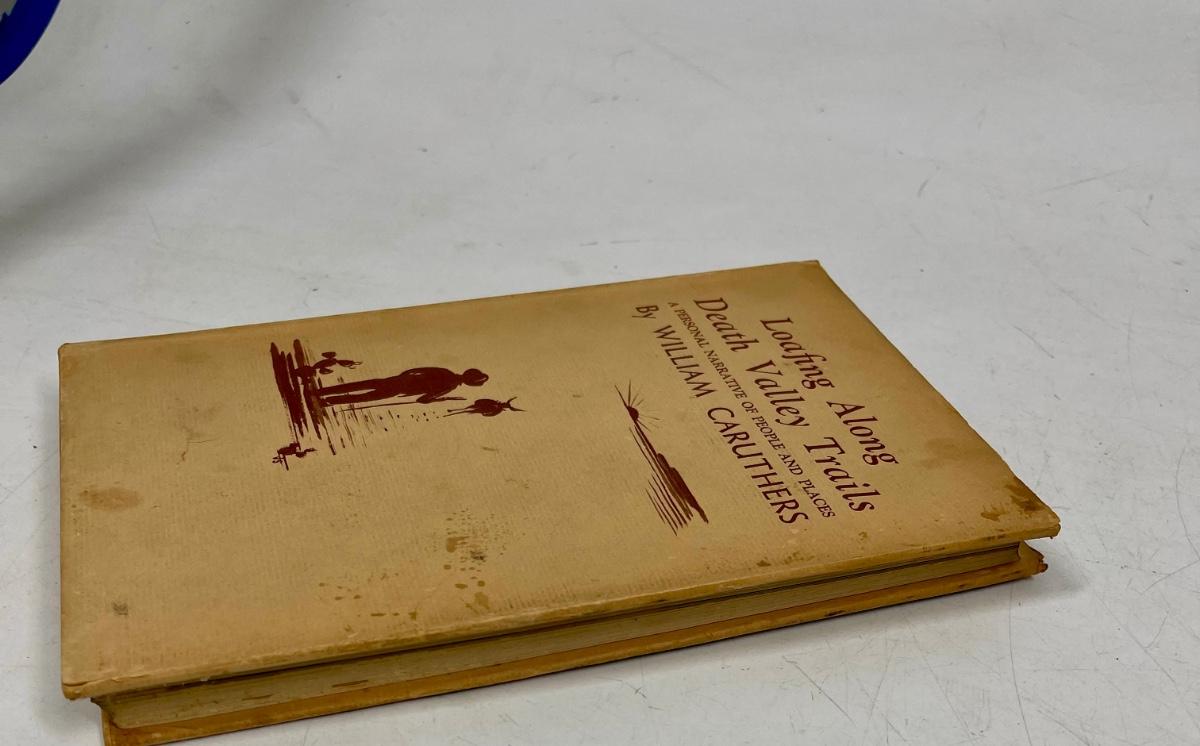 Loafing Along
Death Valley Trails
A PERSONAL NARRATIVE OF PEOPLE AND PLACES
By WILLIAM CARUTHERS